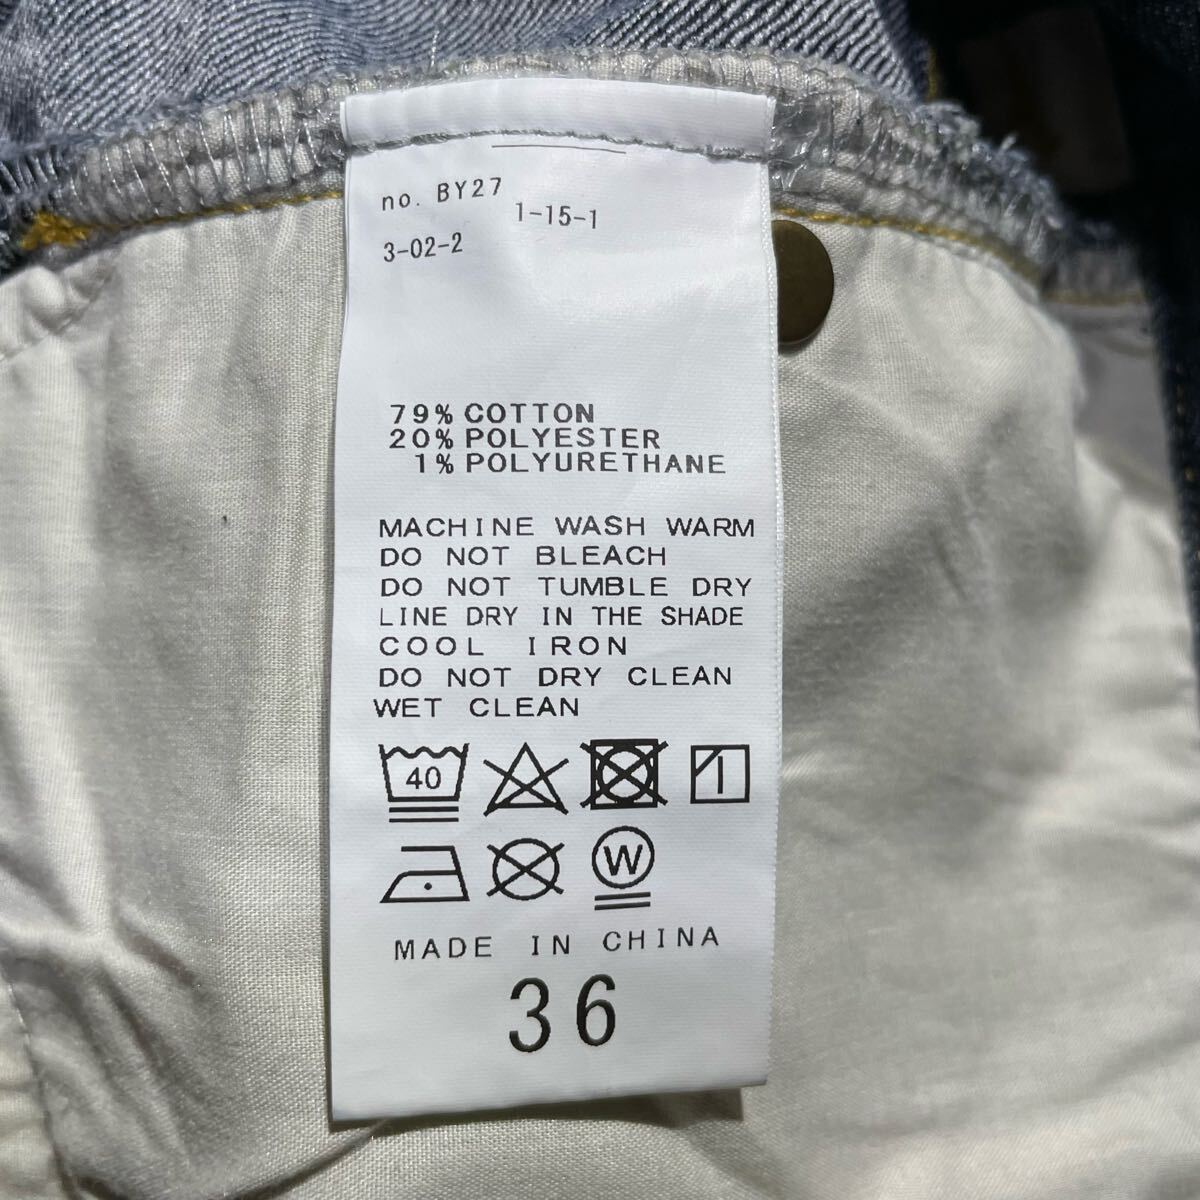 no. BY27
1-15-1
3-02-2
79% COTTON
20% POLYESTER
1% POLYURETHANE
MACHINE WASH WARM
DO NOT BLEACH
DO NOT TUMBLE DRY
LINE DRY IN THE SHADE
COOL IRON
DO NOT DRY CLEAN
WET CLEAN
40
W
MADE IN CHINA
36